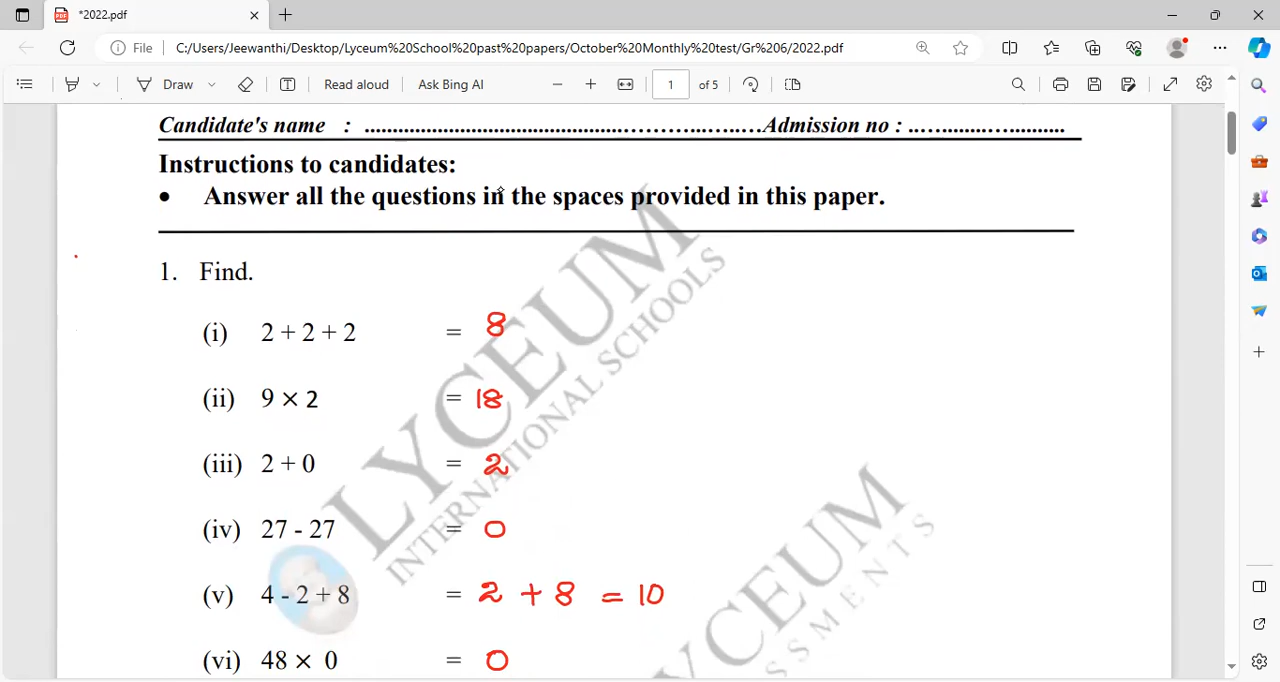 *2022.pdf
File C:/Users/Jeewanthi/Desktop/Lyceum%20School%20past%20papers/October%20Monthly%20test/Gr%206/2022.pdf
Draw Read aloud Ask Bing AI 1 of 5
Candidate's name : ................................................................... Admission no : ............................
Instructions to candidates:
• Answer all the questions in the spaces provided in this paper.
1. Find.
(i) 2 + 2 + 2 = 8
(ii) 9 × 2 = 18
(iii) 2 + 0 = 2
(iv) 27 - 27 = 0
(v) 4 - 2 + 8 = 2 + 8 = 10
(vi) 48 × 0 = 0
LYCEUM
INTERNATIONAL SCHOOLS
LYCEUM
SSMENTS